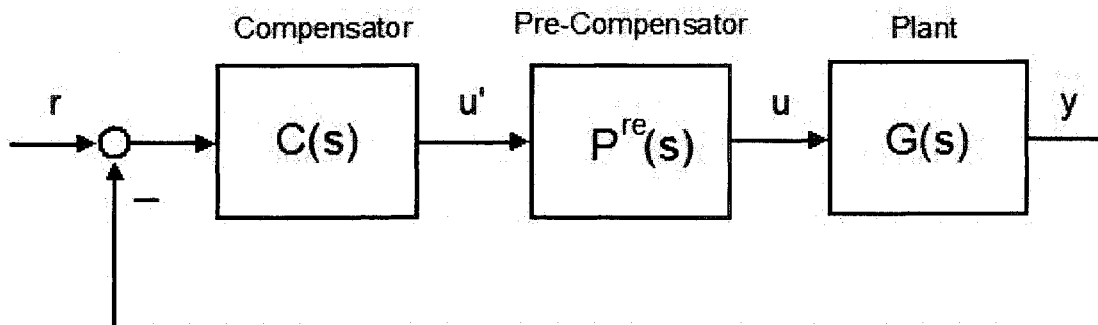 Compensator Pre-Compensator Plant
r C(s) u' P^re(s) u G(s) y
−